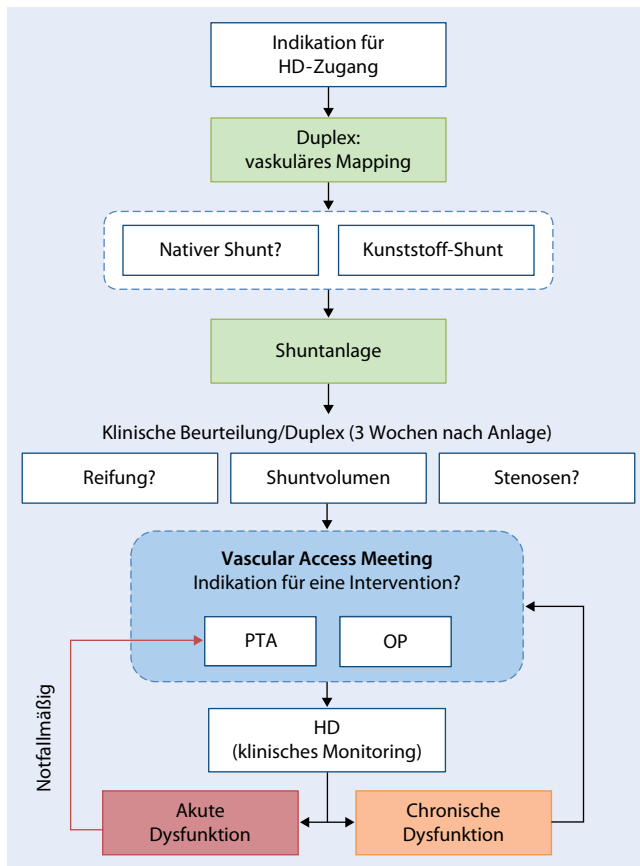 Indikation für
HD-Zugang
Duplex:
vaskuläres Mapping
Nativer Shunt?
Kunststoff-Shunt
Shuntanlage
Klinische Beurteilung/Duplex (3 Wochen nach Anlage)
Reifung?
Shuntvolumen
Stenosen?
Vascular Access Meeting
Indikation für eine Intervention?
PTA
OP
Notfallmäßig
HD
(klinisches Monitoring)
Akute
Dysfunktion
Chronische
Dysfunktion